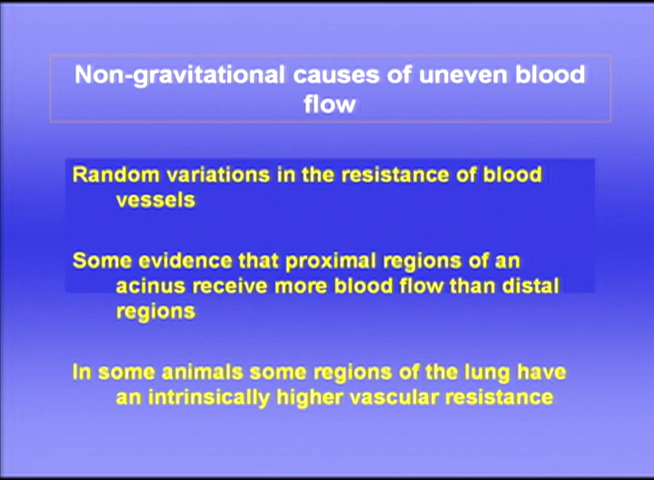 Non-gravitational causes of uneven blood
flow
Random variations in the resistance of blood
vessels
Some evidence that proximal regions of an
acinus receive more blood flow than distal
regions
In some animals some regions of the lung have
an intrinsically higher vascular resistance